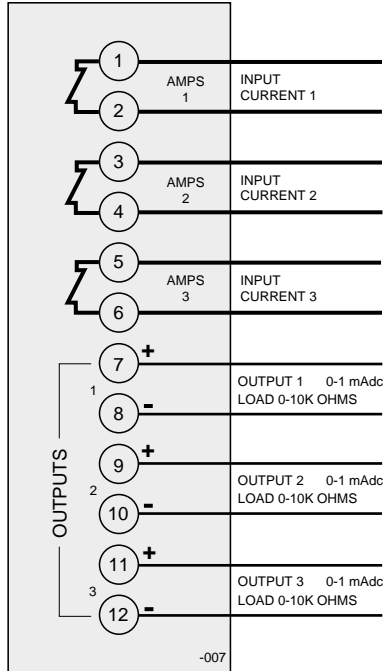 1
AMPS
1
INPUT
CURRENT 1
2
3
AMPS
2
INPUT
CURRENT 2
4
5
AMPS
3
INPUT
CURRENT 3
6
OUTPUTS
7 +
1
OUTPUT 1 0-1 mAdc
LOAD 0-10K OHMS
8 -
9 +
2
OUTPUT 2 0-1 mAdc
LOAD 0-10K OHMS
10 -
11 +
3
OUTPUT 3 0-1 mAdc
LOAD 0-10K OHMS
12 -
-007